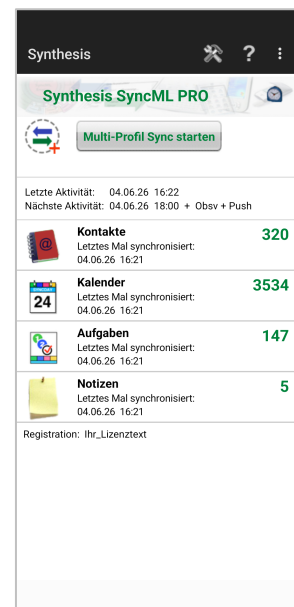 Synthesis
?
Synthesis SyncML PRO
Multi-Profil Sync starten
Letzte Aktivität: 04.06.26 16:22
Nächste Aktivität: 04.06.26 18:00 + Obsv + Push
Kontakte
320
Letztes Mal synchronisiert:
04.06.26 16:21
@
Kalender
3534
Letztes Mal synchronisiert:
04.06.26 16:21
24
Aufgaben
147
Letztes Mal synchronisiert:
04.06.26 16:21
Notizen
5
Letztes Mal synchronisiert:
04.06.26 16:21
Registration: Ihr_Lizenztext